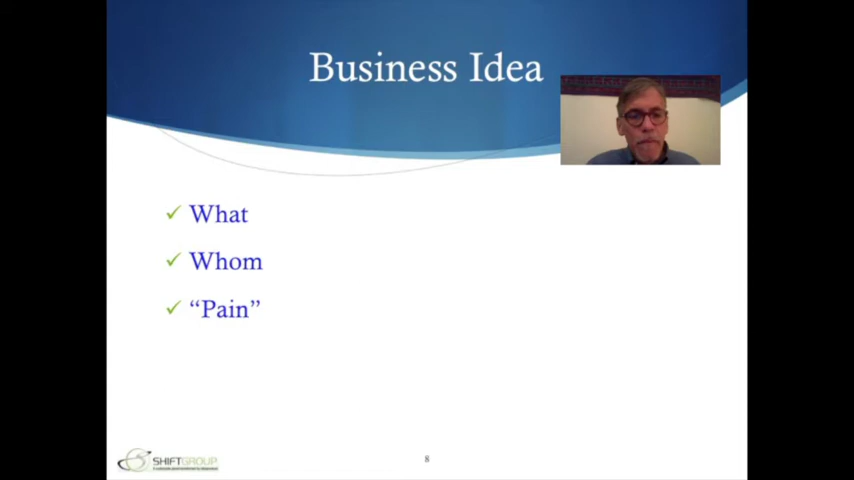 Business Idea
What
Whom
“Pain”
SHIFTGROUP
8